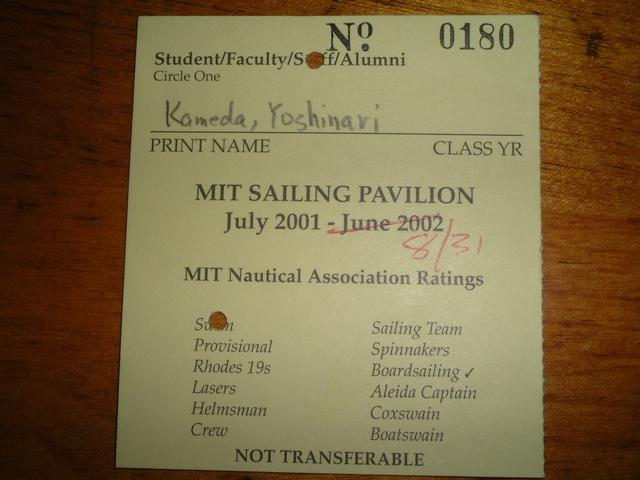 Nº 0180
Student/Faculty/S ff/Alumni
Circle One
Kameda, Yoshinari
PRINT NAME CLASS YR
MIT SAILING PAVILION
July 2001 - June 2002
8/31
MIT Nautical Association Ratings
Sw m Sailing Team
Provisional Spinnakers
Rhodes 19s Boardsailing ✓
Lasers Aleida Captain
Helmsman Coxswain
Crew Boatswain
NOT TRANSFERABLE